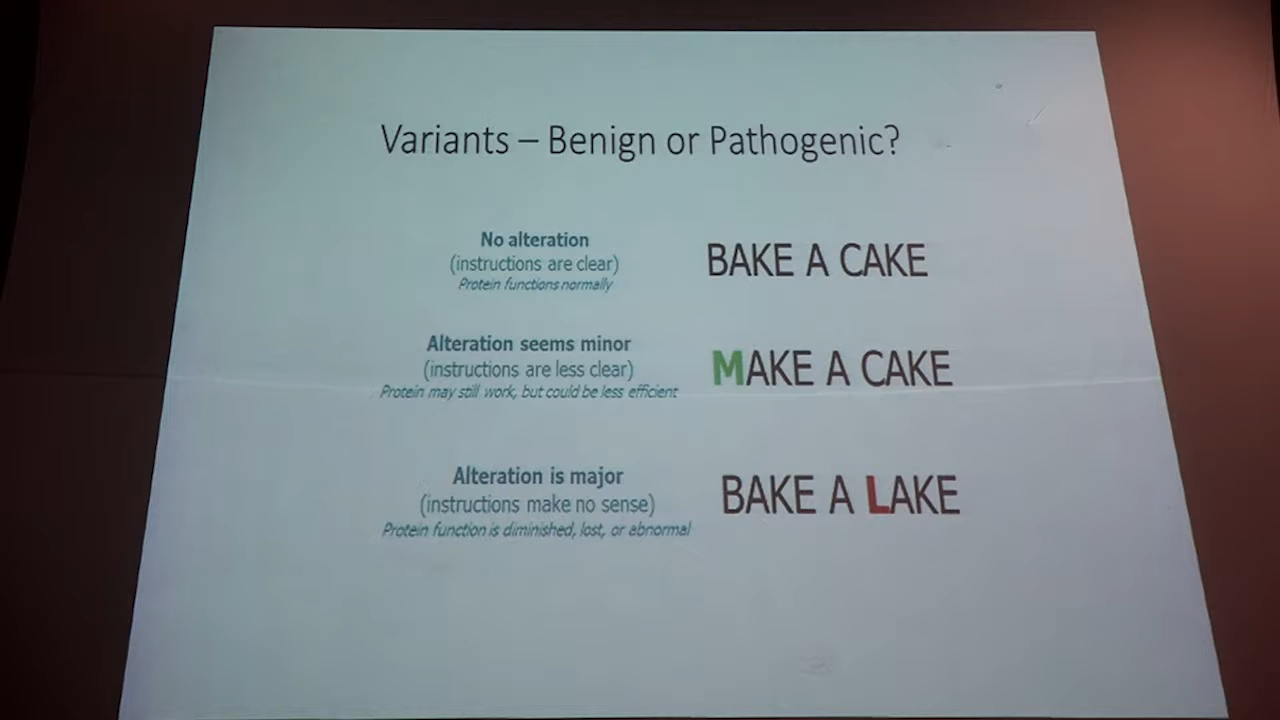 Variants – Benign or Pathogenic?
No alteration
(instructions are clear)
Protein functions normally
BAKE A CAKE
Alteration seems minor
(instructions are less clear)
Protein may still work, but could be less efficient
MAKE A CAKE
Alteration is major
(instructions make no sense)
Protein function is diminished, lost, or abnormal
BAKE A LAKE